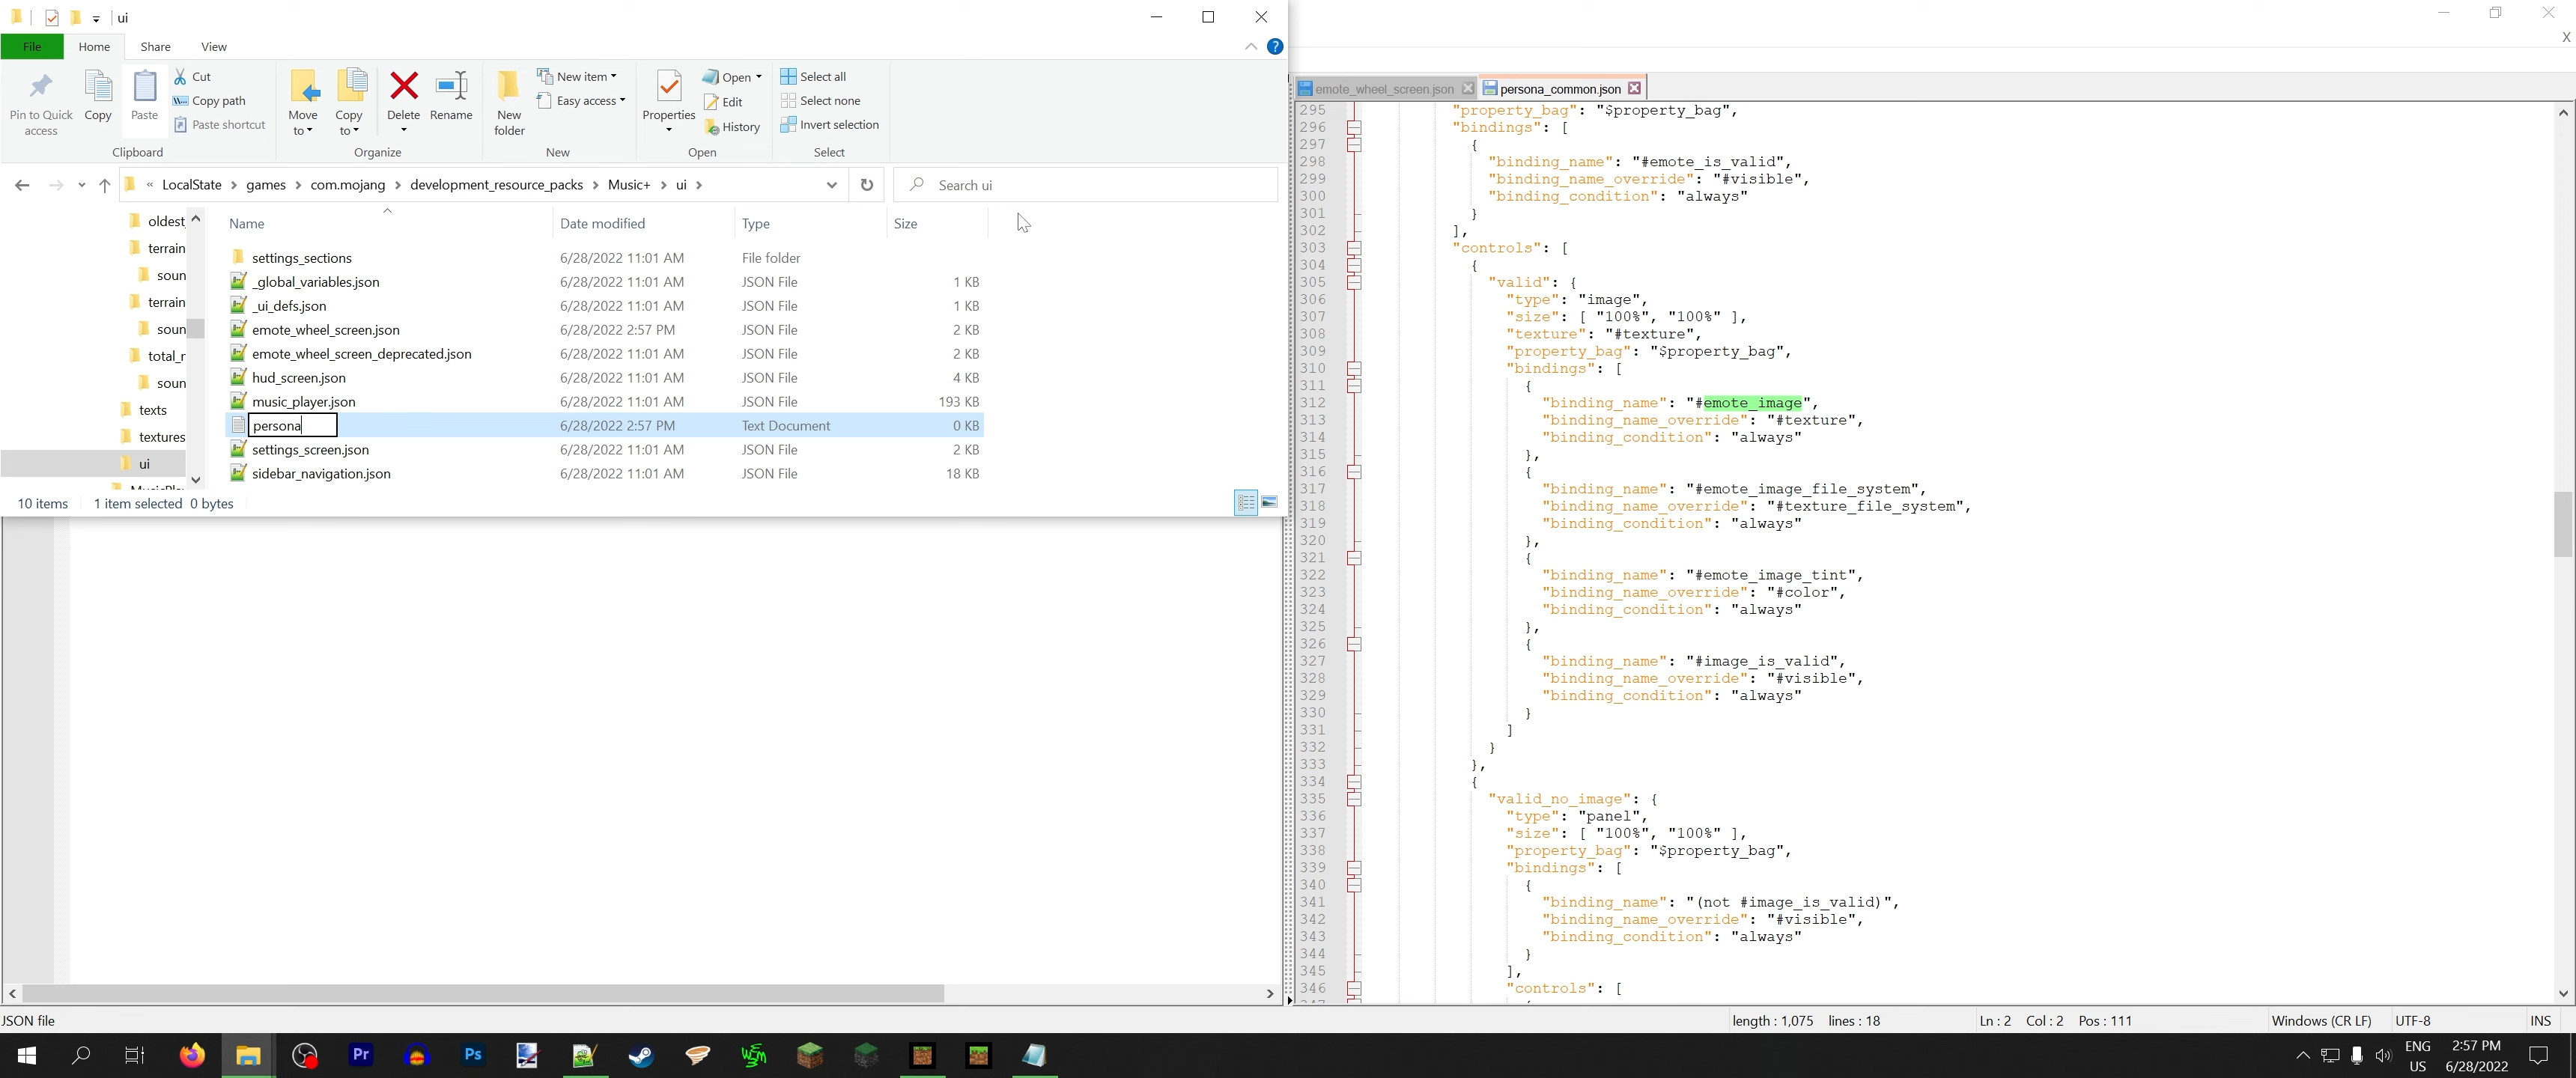 ui
File Home Share View
Pin to Quick access
Copy
Paste
Cut
Copy path
Paste shortcut
Clipboard
Move to
Copy to
Delete
Rename
Organize
New folder
New item
Easy access
New
Properties
Open
Edit
History
Open
Select all
Select none
Invert selection
Select
« LocalState > games > com.mojang > development_resource_packs > Music+ > ui >
Search ui
oldest
terrain
soun
terrain
soun
total_r
soun
texts
textures
ui
Name Date modified Type Size
settings_sections 6/28/2022 11:01 AM File folder
_global_variables.json 6/28/2022 11:01 AM JSON File 1 KB
_ui_defs.json 6/28/2022 11:01 AM JSON File 1 KB
emote_wheel_screen.json 6/28/2022 2:57 PM JSON File 2 KB
emote_wheel_screen_deprecated.json 6/28/2022 11:01 AM JSON File 2 KB
hud_screen.json 6/28/2022 11:01 AM JSON File 4 KB
music_player.json 6/28/2022 11:01 AM JSON File 193 KB
persona 6/28/2022 2:57 PM Text Document 0 KB
settings_screen.json 6/28/2022 11:01 AM JSON File 2 KB
sidebar_navigation.json 6/28/2022 11:01 AM JSON File 18 KB
10 items 1 item selected 0 bytes
X
emote_wheel_screen.json persona_common.json
295 "property_bag": "$property_bag",
296 "bindings": [
297 {
298 "binding_name": "#emote_is_valid",
299 "binding_name_override": "#visible",
300 "binding_condition": "always"
301 }
302 ],
303 "controls": [
304 {
305 "valid": {
306 "type": "image",
307 "size": [ "100%", "100%" ],
308 "texture": "#texture",
309 "property_bag": "$property_bag",
310 "bindings": [
311 {
312 "binding_name": "#emote_image",
313 "binding_name_override": "#texture",
314 "binding_condition": "always"
315 },
316 {
317 "binding_name": "#emote_image_file_system",
318 "binding_name_override": "#texture_file_system",
319 "binding_condition": "always"
320 },
321 {
322 "binding_name": "#emote_image_tint",
323 "binding_name_override": "#color",
324 "binding_condition": "always"
325 },
326 {
327 "binding_name": "#image_is_valid",
328 "binding_name_override": "#visible",
329 "binding_condition": "always"
330 }
331 ]
332 }
333 },
334 {
335 "valid_no_image": {
336 "type": "panel",
337 "size": [ "100%", "100%" ],
338 "property_bag": "$property_bag",
339 "bindings": [
340 {
341 "binding_name": "(not #image_is_valid)",
342 "binding_name_override": "#visible",
343 "binding_condition": "always"
344 }
345 ],
346 "controls": [
JSON file length : 1,075 lines : 18 Ln : 2 Col : 2 Pos : 111 Windows (CR LF) UTF-8 INS
Pr
Ps
ENG US
2:57 PM
6/28/2022